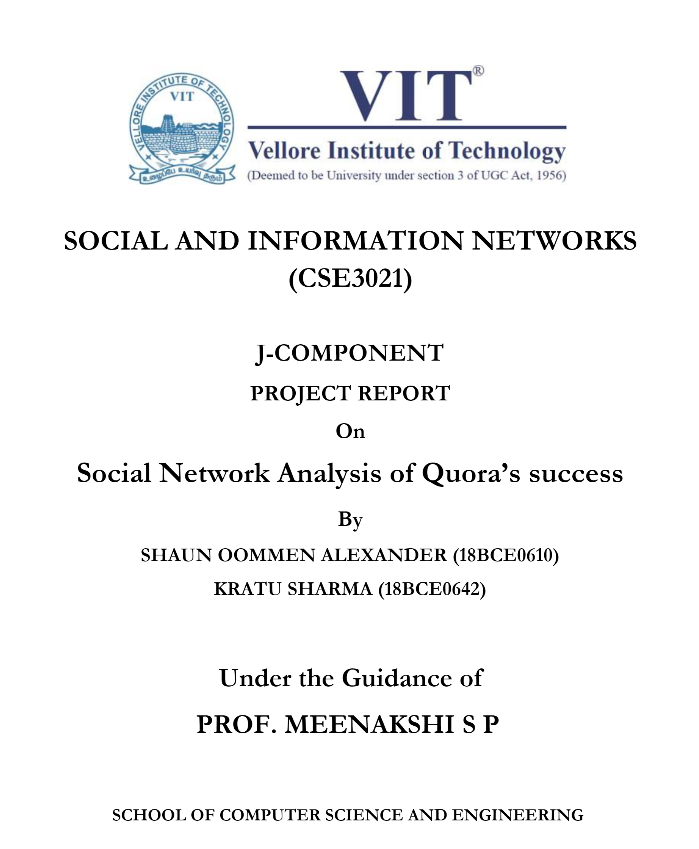 VELLORE INSTITUTE OF TECHNOLOGY
VIT
VIT®
Vellore Institute of Technology
(Deemed to be University under section 3 of UGC Act, 1956)
SOCIAL AND INFORMATION NETWORKS
(CSE3021)
J-COMPONENT
PROJECT REPORT
On
Social Network Analysis of Quora’s success
By
SHAUN OOMMEN ALEXANDER (18BCE0610)
KRATU SHARMA (18BCE0642)
Under the Guidance of
PROF. MEENAKSHI S P
SCHOOL OF COMPUTER SCIENCE AND ENGINEERING